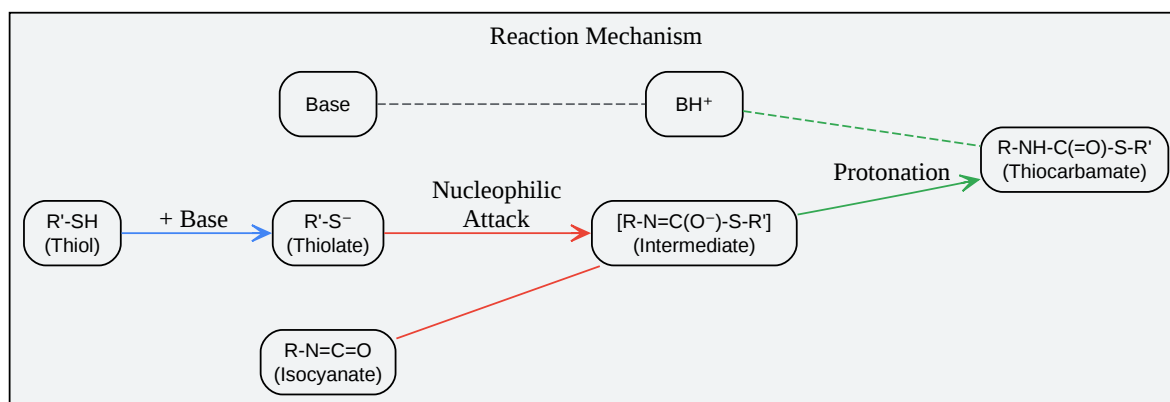 Reaction Mechanism
Base
BH⁺
R-NH-C(=O)-S-R'
(Thiocarbamate)
Protonation
Nucleophilic
Attack
+ Base
R'-SH
(Thiol)
R'-S⁻
(Thiolate)
[R-N=C(O⁻)-S-R']
(Intermediate)
R-N=C=O
(Isocyanate)